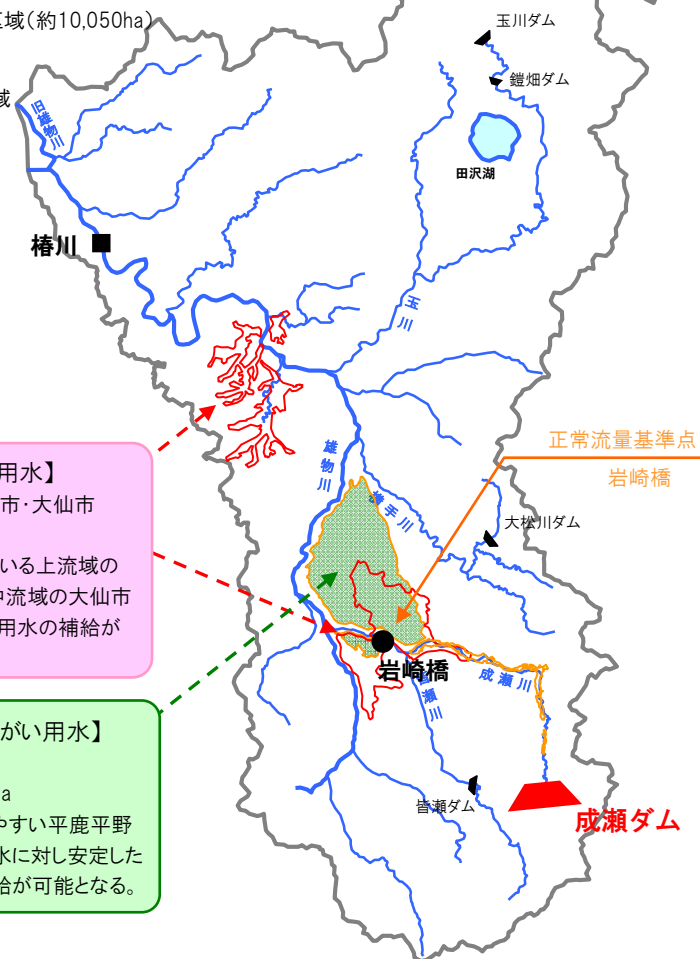 区域(約10,050ha)
域
玉川ダム
鎧畑ダム
田沢湖
旧雄物川
椿川
玉川
雄物川
横手川
正常流量基準点
岩崎橋
大松川ダム
用水】
市・大仙市
いる上流域の
中流域の大仙市
用水の補給が
岩崎橋
成瀬川
皆瀬川
皆瀬ダム
成瀬ダム
がい用水】
a
やすい平鹿平野
水に対し安定した
給が可能となる。